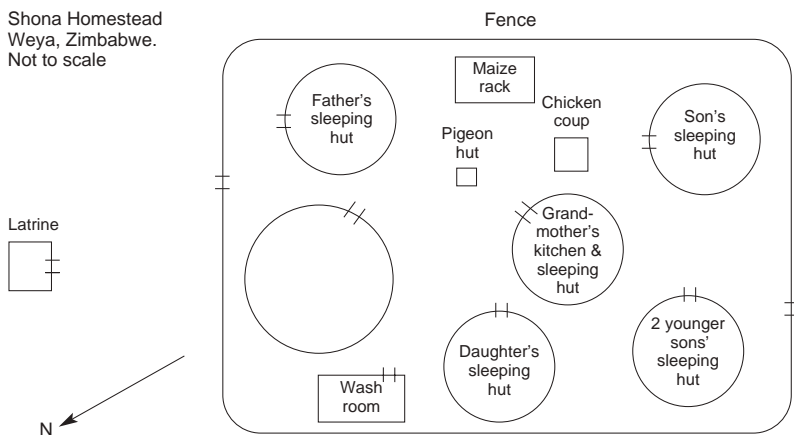 Shona Homestead
Weya, Zimbabwe.
Not to scale
Fence
Maize
rack
Father's
sleeping
hut
Chicken
coup
Son's
sleeping
hut
Pigeon
hut
Latrine
Grand-
mother's
kitchen &
sleeping
hut
Daughter's
sleeping
hut
2 younger
sons'
sleeping
hut
Wash
room
N